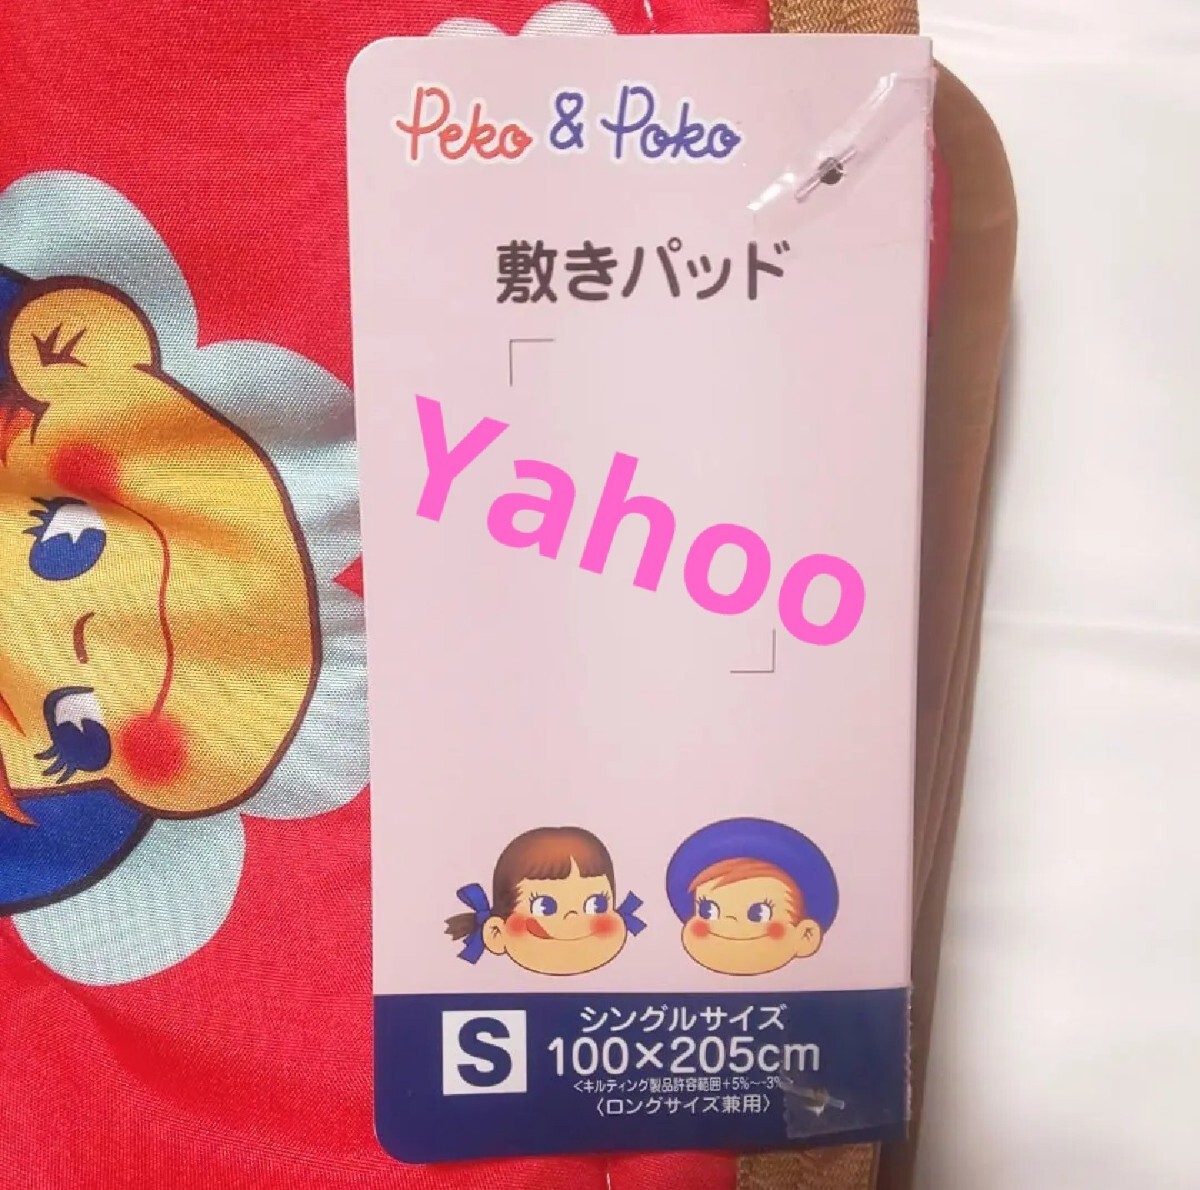 Peko & Poko
敷きパッド
Yahoo
S
シングルサイズ
100×205cm
<キルティング製品許容範囲+5%~-3%>
〈ロングサイズ兼用〉